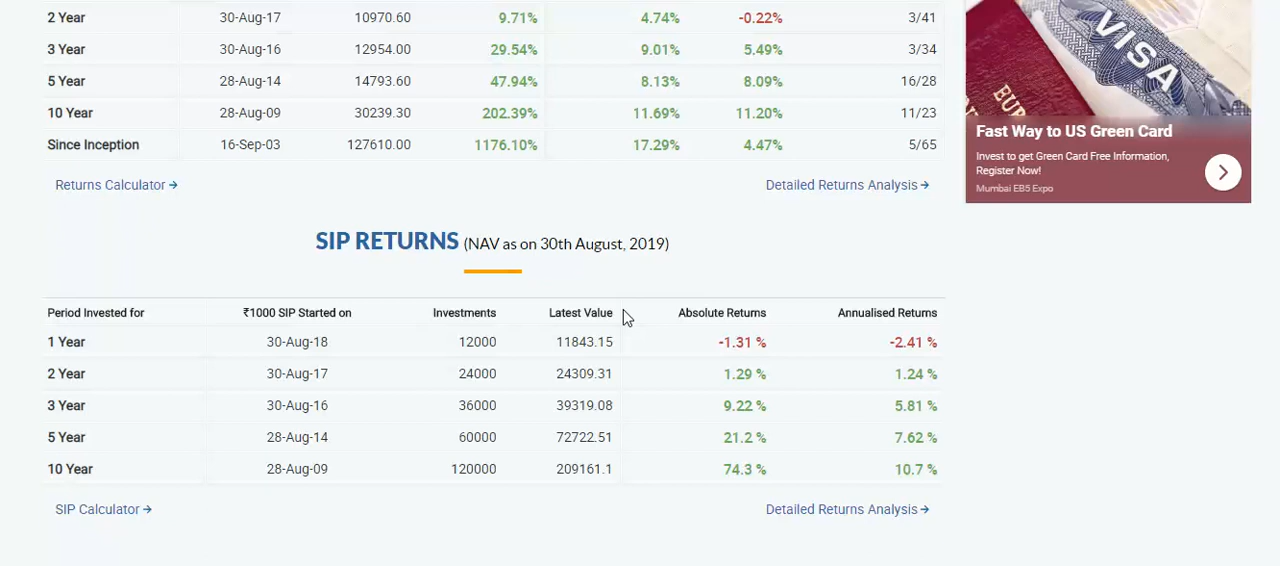 2 Year 30-Aug-17 10970.60 9.71% 4.74% -0.22% 3/41
3 Year 30-Aug-16 12954.00 29.54% 9.01% 5.49% 3/34
5 Year 28-Aug-14 14793.60 47.94% 8.13% 8.09% 16/28
10 Year 28-Aug-09 30239.30 202.39% 11.69% 11.20% 11/23
Since Inception 16-Sep-03 127610.00 1176.10% 17.29% 4.47% 5/65
Returns Calculator → Detailed Returns Analysis →
SIP RETURNS (NAV as on 30th August, 2019)
Period Invested for ₹1000 SIP Started on Investments Latest Value Absolute Returns Annualised Returns
1 Year 30-Aug-18 12000 11843.15 -1.31 % -2.41 %
2 Year 30-Aug-17 24000 24309.31 1.29 % 1.24 %
3 Year 30-Aug-16 36000 39319.08 9.22 % 5.81 %
5 Year 28-Aug-14 60000 72722.51 21.2 % 7.62 %
10 Year 28-Aug-09 120000 209161.1 74.3 % 10.7 %
SIP Calculator → Detailed Returns Analysis →
VISA
EUR
Fast Way to US Green Card
Invest to get Green Card Free Information,
Register Now!
Mumbai EB5 Expo